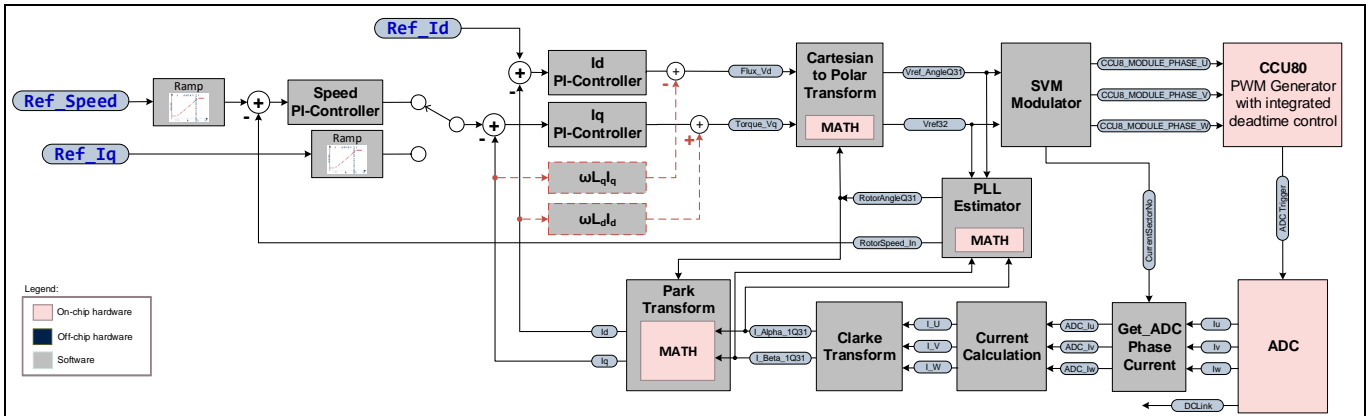 Ref_Id
Ref_Speed
Ramp
Speed
PI-Controller
Ref_Iq
Ramp
+
-
+
-
+
-
Id
PI-Controller
Iq
PI-Controller
+
-
+
+
ωLqIq
ωLdId
Flux_Vd
Torque_Vq
Cartesian
to Polar
Transform
MATH
Vref_AngleQ31
Vref32
SVM
Modulator
CCU8_MODULE_PHASE_U
CCU8_MODULE_PHASE_V
CCU8_MODULE_PHASE_W
CCU80
PWM Generator
with integrated
deadtime control
RotorAngleQ31
RotorSpeed_In
PLL
Estimator
MATH
CurrentSectorNo
ADC Trigger
Legend:
On-chip hardware
Off-chip hardware
Software
Id
Iq
Park
Transform
MATH
I_Alpha_1Q31
I_Beta_1Q31
Clarke
Transform
I_U
I_V
I_W
Current
Calculation
ADC_Iu
ADC_Iv
ADC_Iw
Get_ADC
Phase
Current
Iu
Iv
Iw
ADC
DCLink